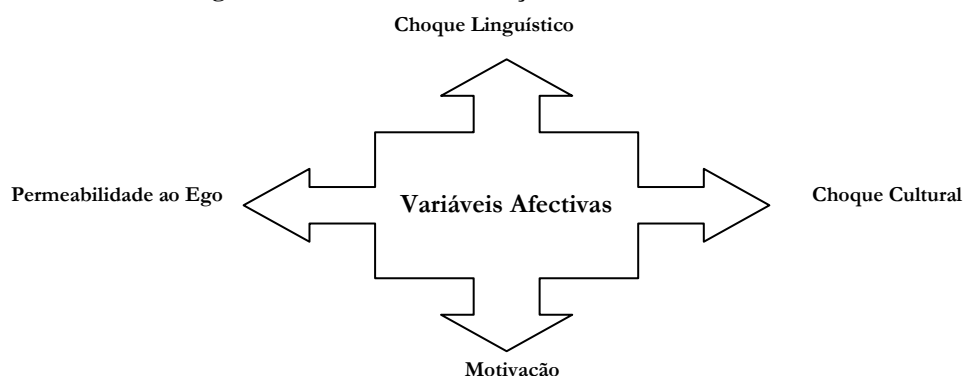 Choque Linguístico
Permeabilidade ao Ego
Variáveis Afectivas
Choque Cultural
Motivação